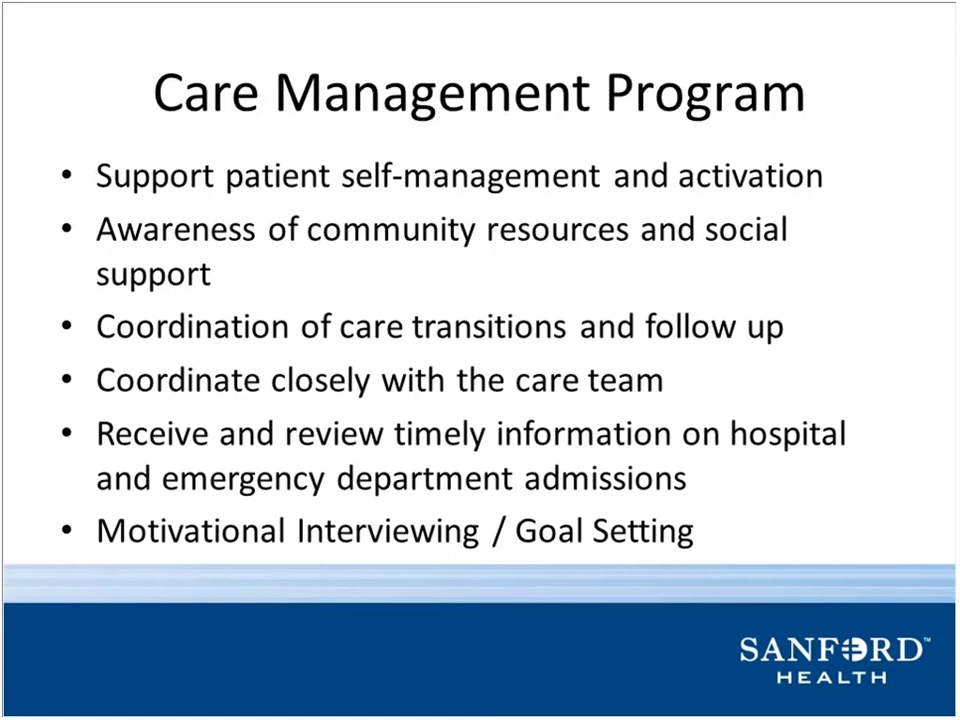 Care Management Program
• Support patient self-management and activation
• Awareness of community resources and social
support
• Coordination of care transitions and follow up
• Coordinate closely with the care team
• Receive and review timely information on hospital
and emergency department admissions
• Motivational Interviewing / Goal Setting
SANFORD™
HEALTH